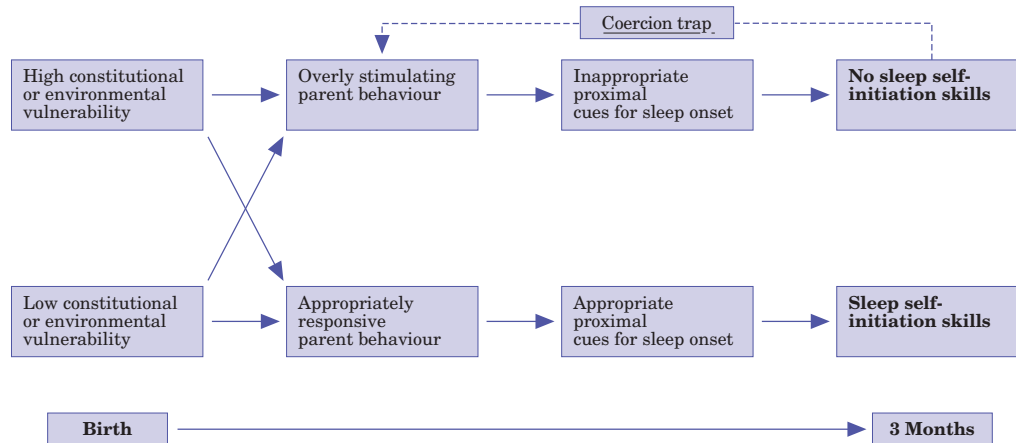 Coercion trap
High constitutional
or environmental
vulnerability
Overly stimulating
parent behaviour
Inappropriate
proximal
cues for sleep onset
No sleep self-
initiation skills
Low constitutional
or environmental
vulnerability
Appropriately
responsive
parent behaviour
Appropriate
proximal
cues for sleep onset
Sleep self-
initiation skills
Birth
3 Months